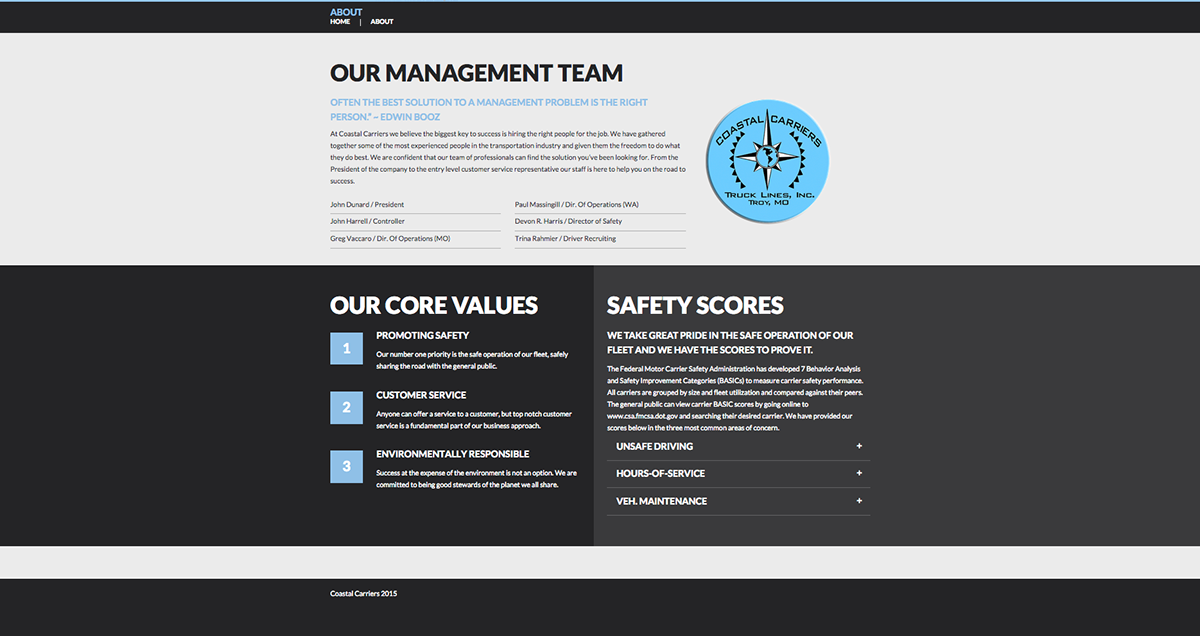 ABOUT
HOME | ABOUT
OUR MANAGEMENT TEAM
OFTEN THE BEST SOLUTION TO A MANAGEMENT PROBLEM IS THE RIGHT
PERSON." ~ EDWIN BOOZ
At Coastal Carriers we believe the biggest key to success is hiring the right people for the job. We have gathered
together some of the most experienced people in the transportation industry and given them the freedom to do what
they do best. We are confident that our team of professionals can find the solution you've been looking for. From the
President of the company to the entry level customer service representative our staff is here to help you on the road to
success.
John Dunard / President
Paul Massingill / Dir. Of Operations (WA)
John Harrell / Controller
Devon R. Harris / Director of Safety
Greg Vaccaro / Dir. Of Operations (MO)
Trina Rahmier / Driver Recruiting
COASTAL CARRIERS
TRUCK LINES, INC.
TROY, MO
OUR CORE VALUES
1
PROMOTING SAFETY
Our number one priority is the safe operation of our fleet, safely
sharing the road with the general public.
2
CUSTOMER SERVICE
Anyone can offer a service to a customer, but top notch customer
service is a fundamental part of our business approach.
3
ENVIRONMENTALLY RESPONSIBLE
Success at the expense of the environment is not an option. We are
committed to being good stewards of the planet we all share.
SAFETY SCORES
WE TAKE GREAT PRIDE IN THE SAFE OPERATION OF OUR
FLEET AND WE HAVE THE SCORES TO PROVE IT.
The Federal Motor Carrier Safety Administration has developed 7 Behavior Analysis
and Safety Improvement Categories (BASICs) to measure carrier safety performance.
All carriers are grouped by size and fleet utilization and compared against their peers.
The general public can view carrier BASIC scores by going online to
www.csa.fmcsa.dot.gov and searching their desired carrier. We have provided our
scores below in the three most common areas of concern.
UNSAFE DRIVING +
HOURS-OF-SERVICE +
VEH. MAINTENANCE +
Coastal Carriers 2015